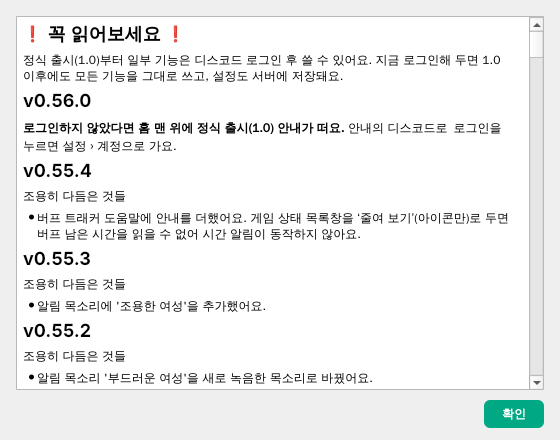 ❗ 꼭 읽어보세요 ❗
정식 출시(1.0)부터 일부 기능은 디스코드 로그인 후 쓸 수 있어요. 지금 로그인해 두면 1.0
이후에도 모든 기능을 그대로 쓰고, 설정도 서버에 저장돼요.
v0.56.0
로그인하지 않았다면 홈 맨 위에 정식 출시(1.0) 안내가 떠요. 안내의 디스코드로 로그인을
누르면 설정 › 계정으로 가요.
v0.55.4
조용히 다듬은 것들
• 버프 트래커 도움말에 안내를 더했어요. 게임 상태 목록창을 '줄여 보기'(아이콘만)로 두면
버프 남은 시간을 읽을 수 없어 시간 알림이 동작하지 않아요.
v0.55.3
조용히 다듬은 것들
• 알림 목소리에 '조용한 여성'을 추가했어요.
v0.55.2
조용히 다듬은 것들
• 알림 목소리 '부드러운 여성'을 새로 녹음한 목소리로 바꿨어요.
확인